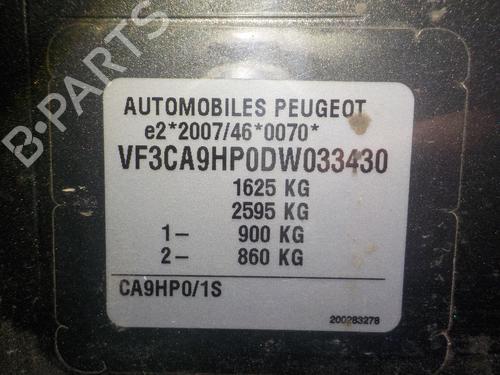 B-PARTS
AUTOMOBILES PEUGEOT
e2*2007/46*0070*
VF3CA9HP0DW033430
1625 KG
2595 KG
1- 900 KG
2- 860 KG
CA9HP0/1S
200283278